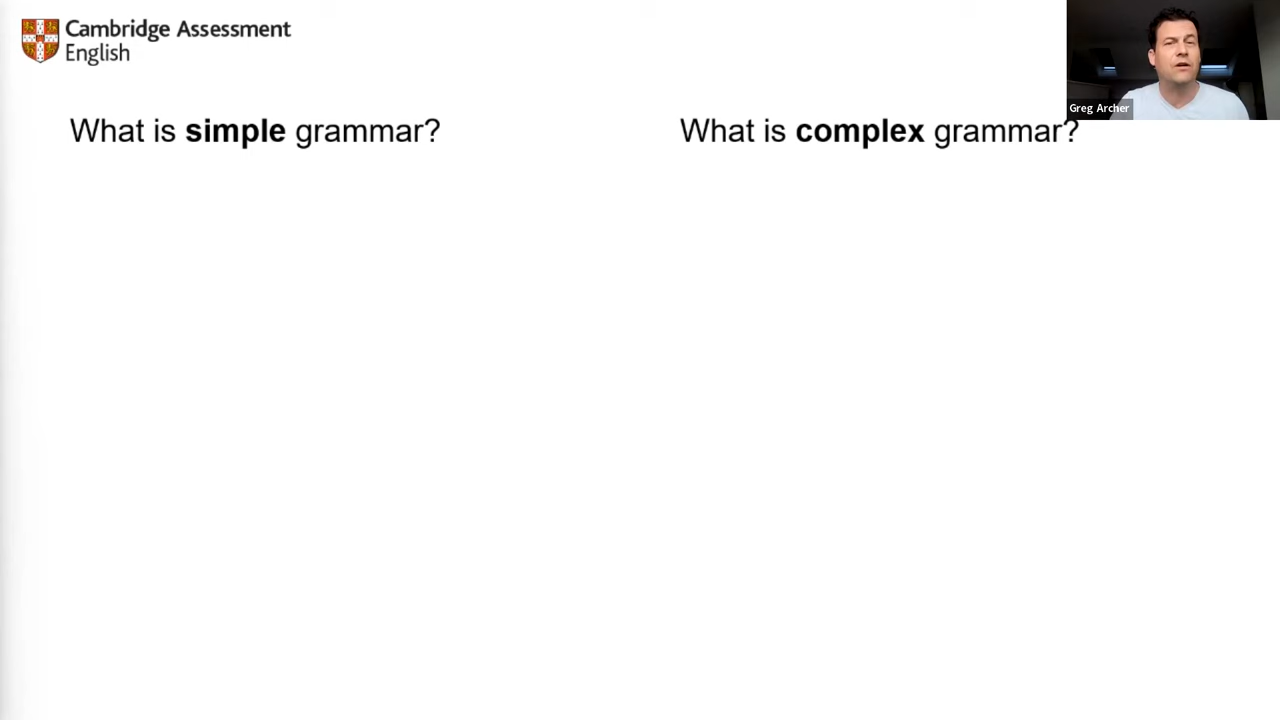 Cambridge Assessment
English
Greg Archer
What is simple grammar?
What is complex grammar?